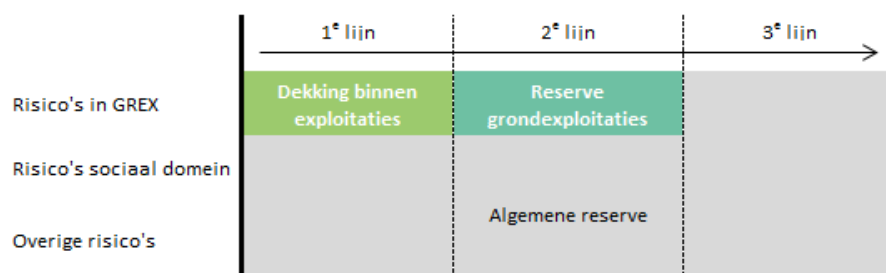 1e lijn 2e lijn 3e lijn
Risico's in GREX
Dekking binnen
exploitaties
Reserve
grondexploitaties
Risico's sociaal domein
Algemene reserve
Overige risico's